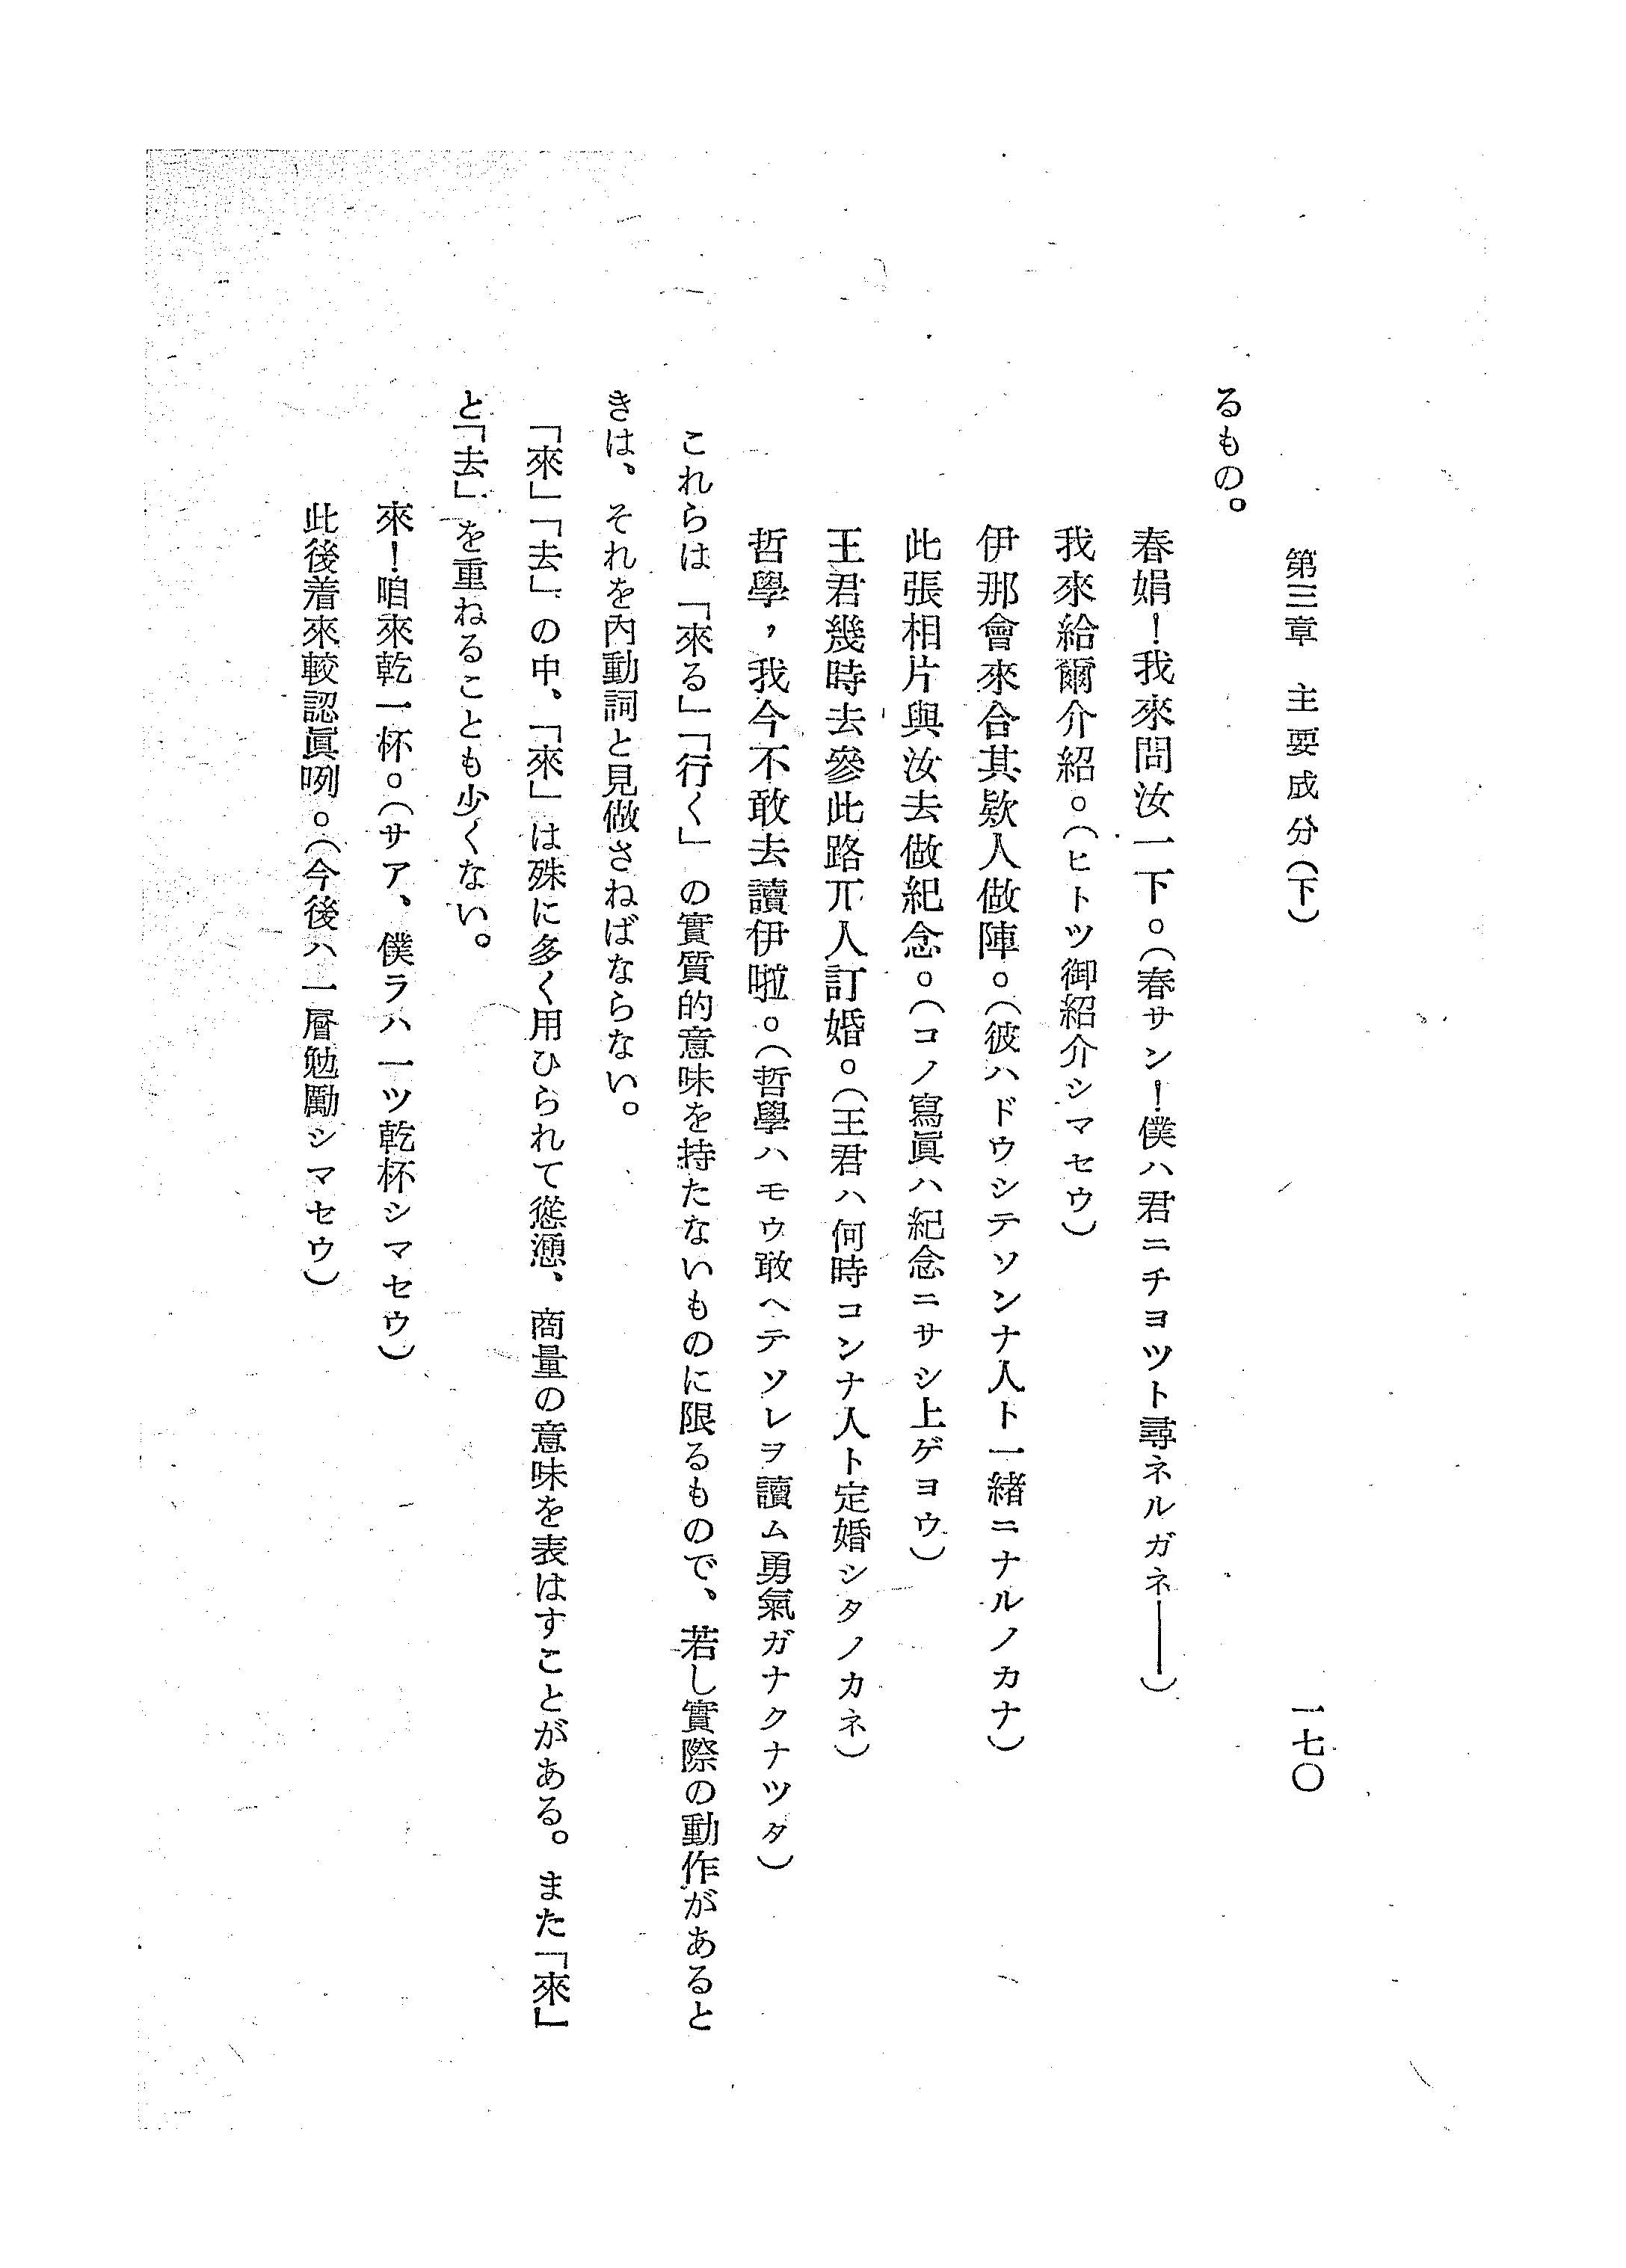 第三章　主要成分（下）　一七〇
るもの。
春娟！我來問汝一下。（春サン！僕ハ君ニチヨツト尋ネルガネ――）
我來給爾介紹。（ヒトツ御紹介シマセウ）
伊那會來合其欵人做陣。（彼ハドウシテソンナ人ト一緒ニナルノカナ）
此張相片與汝去做紀念。（コノ寫眞ハ紀念ニサシ上ゲヨウ）
王君幾時去參此路丌人訂婚。（王君ハ何時コンナ人ト定婚シタノカネ）
哲學，我今不敢去讀伊啦。（哲學ハモウ敢ヘテソレヲ讀ム勇氣ガナクナツタ）
これらは「來る」「行く」の實質的意味を持たないものに限るもので、若し實際の動作があると
きは、それを內動詞と見做さねばならない。
「來」「去」の中、「來」は殊に多く用ひられて慫慂、商量の意味を表はすことがある。また「來」
と「去」を重ねることも少くない。
來！咱來乾一杯。（サア、僕ラハ一ツ乾杯シマセウ）
此後着來較認眞咧。（今後ハ一層勉勵シマセウ）